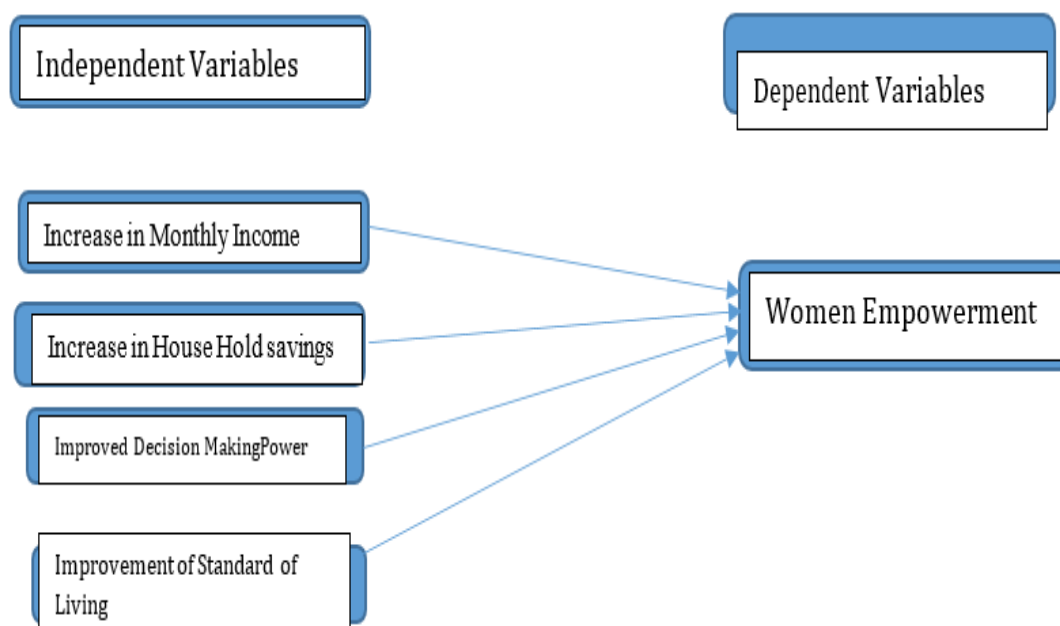 Independent Variables
Dependent Variables
Increase in Monthly Income
Women Empowerment
Increase in House Hold savings
Improved Decision MakingPower
Improvement of Standard of
Living